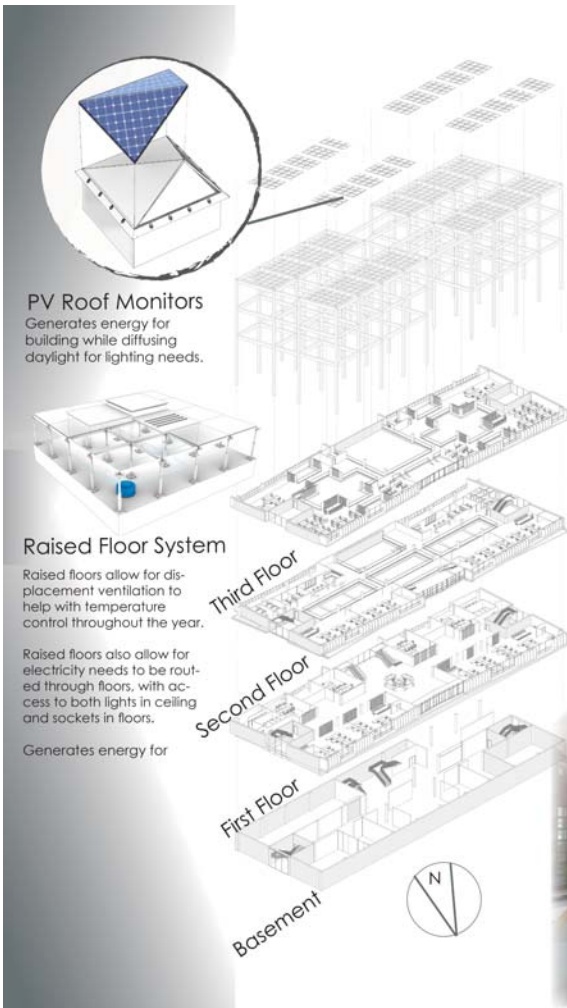 PV Roof Monitors
Generates energy for
building while diffusing
daylight for lighting needs.
Raised Floor System
Raised floors allow for dis-
placement ventilation to
help with temperature
control throughout the year.
Raised floors also allow for
electricity needs to be rout-
ed through floors, with ac-
cess to both lights in ceiling
and sockets in floors.
Generates energy for
Third Floor
Second Floor
First Floor
Basement
N